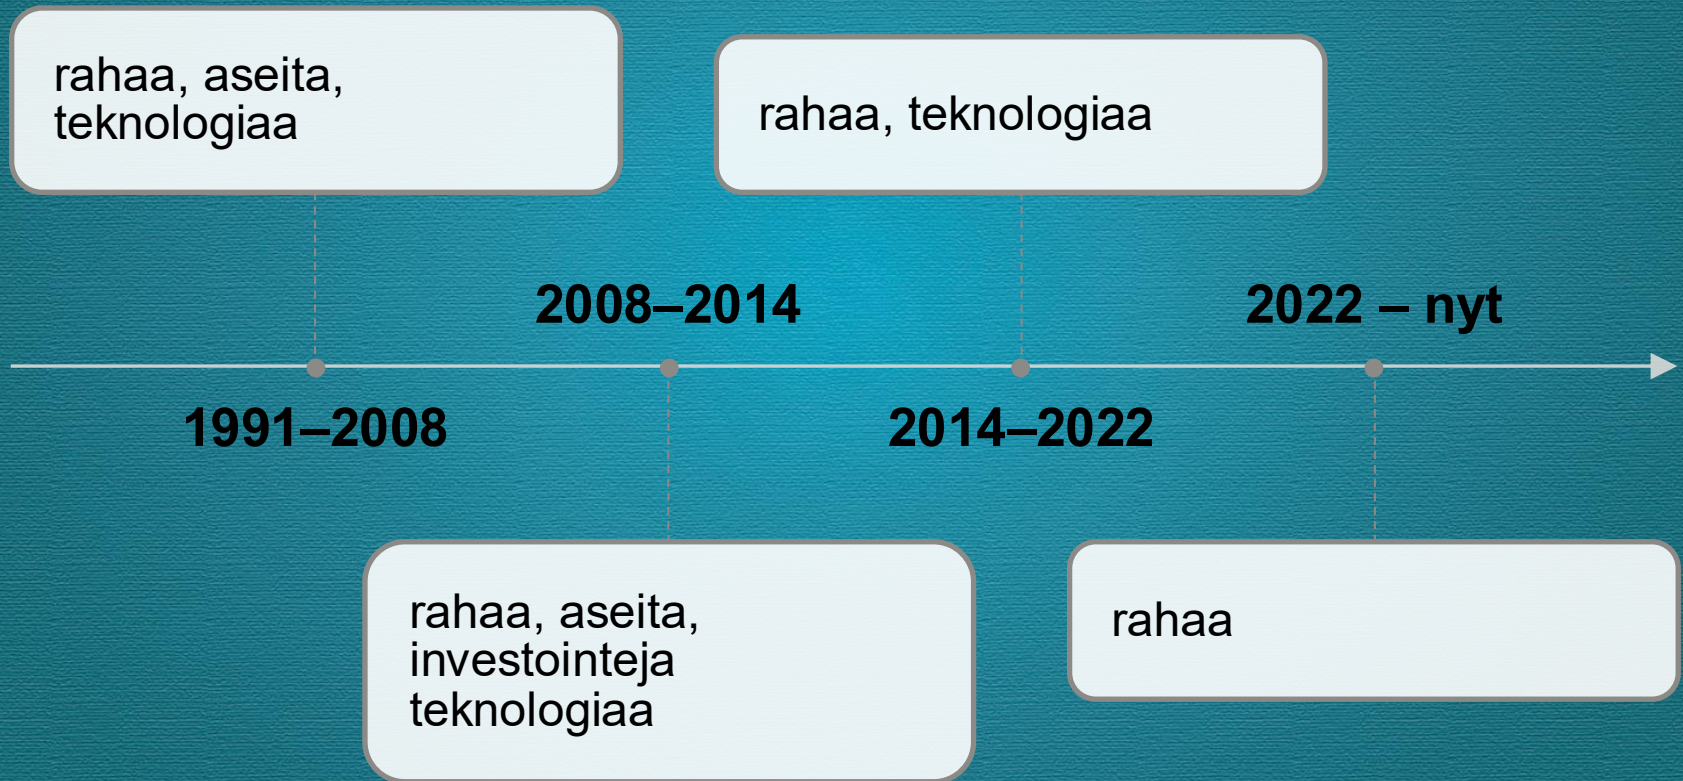 rahaa, aseita,
teknologiaa
rahaa, teknologiaa
2008–2014
2022 – nyt
1991–2008
2014–2022
rahaa, aseita,
investointeja
teknologiaa
rahaa